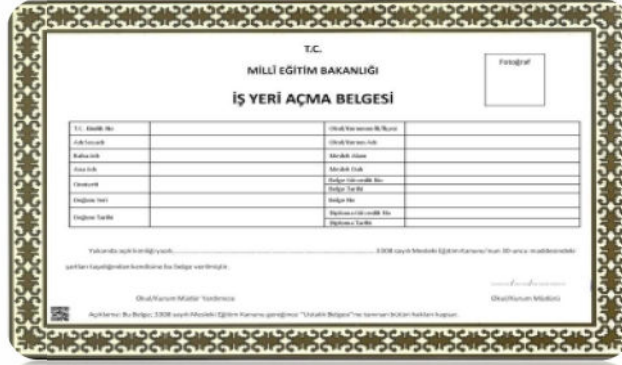 T.C.
MİLLÎ EĞİTİM BAKANLIĞI
Fotoğraf
İŞ YERİ AÇMA BELGESİ
T.C. Kimlik No
Okul/Kurumun İli/İlçesi
Adı Soyadı
Okul/Kurum Adı
Baba Adı
Meslek Alanı
Ana Adı
Meslek Dalı
Cinsiyeti
Belge Güvenlik No
Belge Tarihi
Doğum Yeri
Belge No
Doğum Tarihi
Diploma Güvenlik No
Diploma Tarihi
Yukarıda açık kimliği yazılı 3308 sayılı Mesleki Eğitim Kanunu'nun 30 uncu maddesindeki
şartları taşıdığından kendisine bu belge verilmiştir.
Okul/Kurum Müdür Yardımcısı
Okul/Kurum Müdürü
Açıklama: Bu Belge; 3308 sayılı Mesleki Eğitim Kanunu gereğince "Ustalık Belgesi"ne tanınan bütün hakları kapsar.